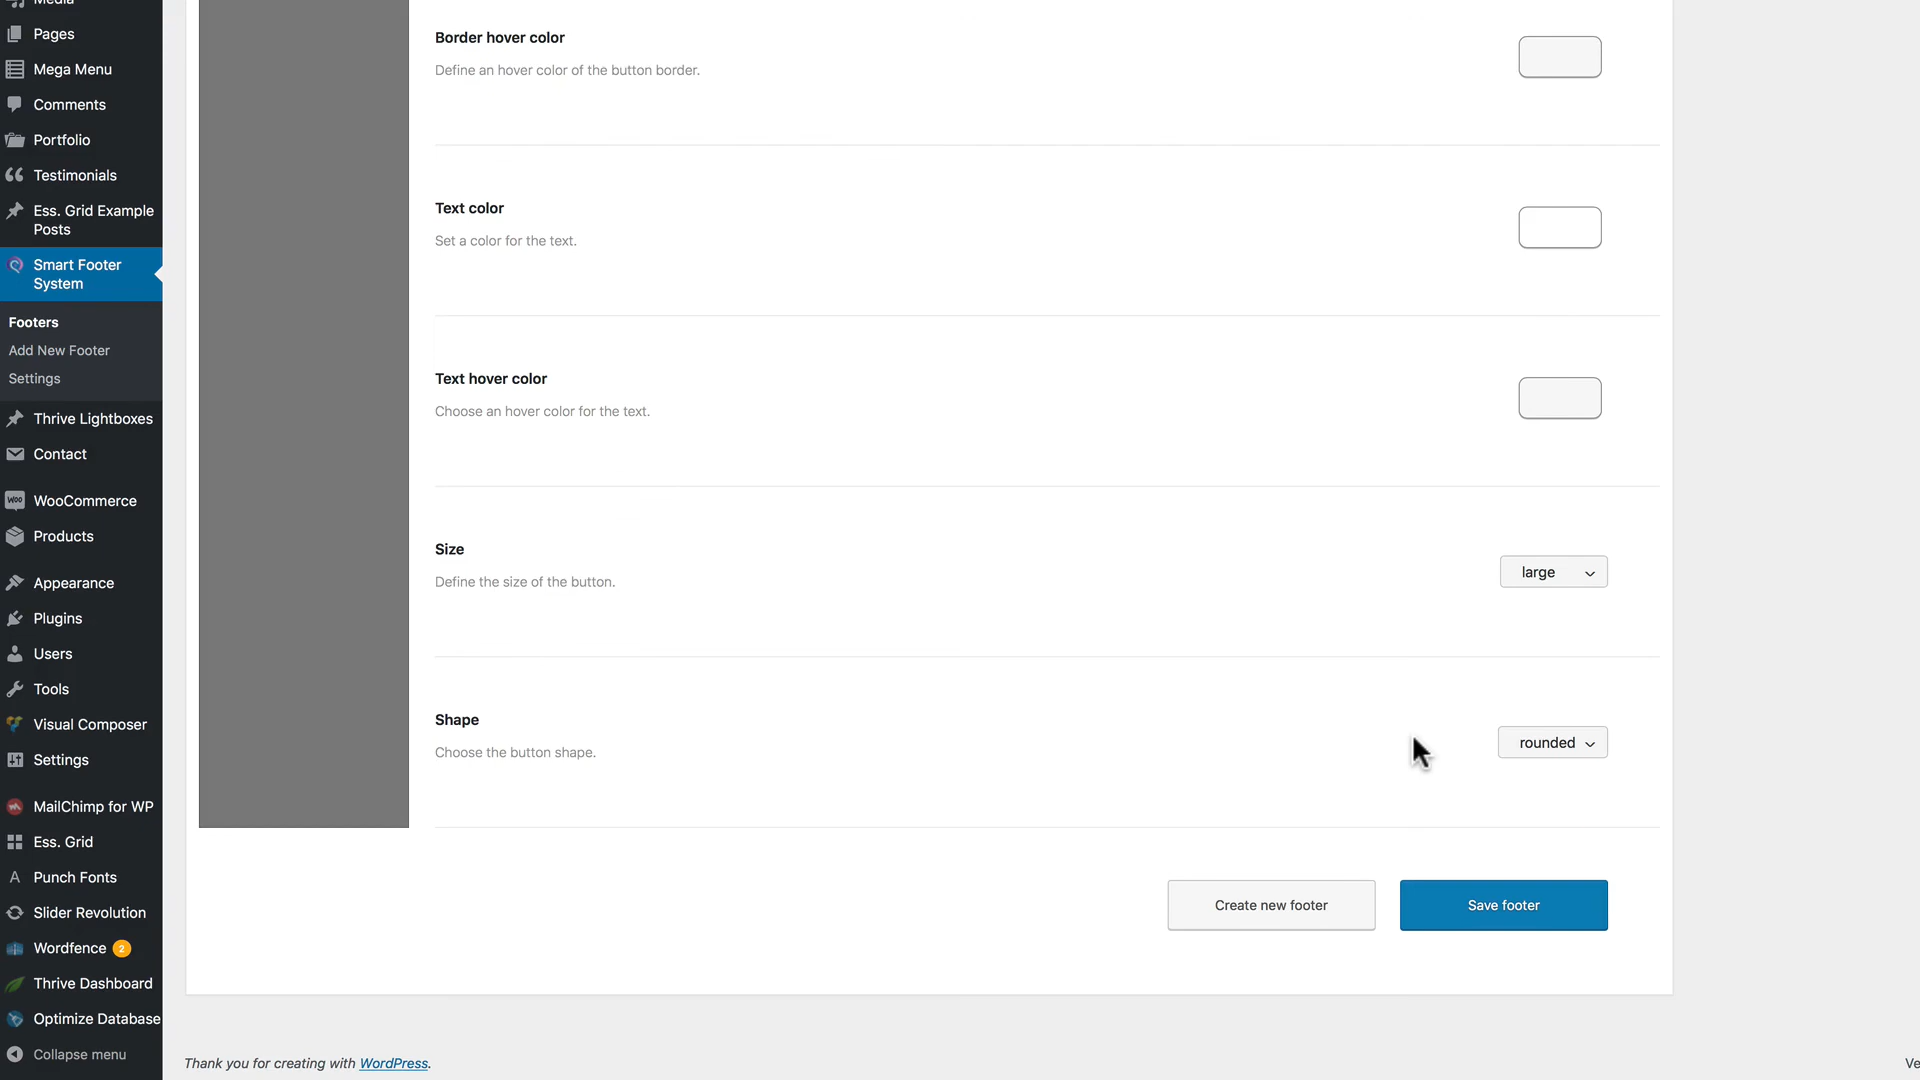 Media
Pages
Mega Menu
Comments
Portfolio
Testimonials
Ess. Grid Example
Posts
Smart Footer
System
Footers
Add New Footer
Settings
Thrive Lightboxes
Contact
WooCommerce
Products
Appearance
Plugins
Users
Tools
Visual Composer
Settings
MailChimp for WP
Ess. Grid
Punch Fonts
Slider Revolution
Wordfence 2
Thrive Dashboard
Optimize Database
Collapse menu
Border hover color
Define an hover color of the button border.
Text color
Set a color for the text.
Text hover color
Choose an hover color for the text.
Size
Define the size of the button.
large
Shape
Choose the button shape.
rounded
Create new footer
Save footer
Thank you for creating with WordPress.
Ve